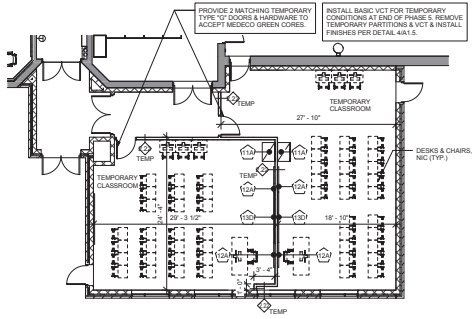 PROVIDE 2 MATCHING TEMPORARY
TYPE "G" DOORS & HARDWARE TO
ACCEPT MEDECO GREEN CORES.
INSTALL BASIC VCT FOR TEMPORARY
CONDITIONS AT END OF PHASE 5. REMOVE
TEMPORARY PARTITIONS & VCT & INSTALL
FINISHES PER DETAIL 4/A1.5.
TEMP
TEMPORARY
CLASSROOM
27' - 10"
TEMP
11A
11A
DESKS & CHAIRS,
NIC (TYP.)
TEMPORARY
CLASSROOM
TEMP
12A
12A
24' - 4"
29' - 3 1/2"
13D
13D
18' - 10"
12A
12A
3' - 4"
1' - 0"
TEMP